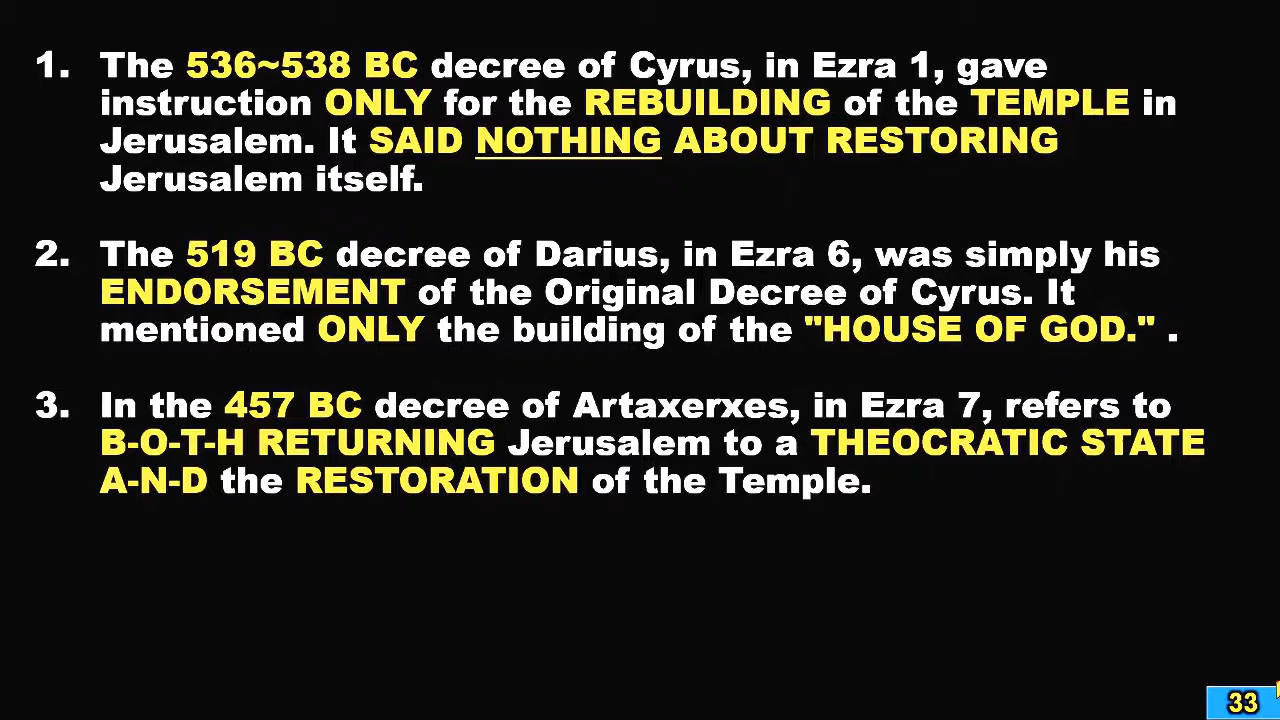 1. The 536~538 BC decree of Cyrus, in Ezra 1, gave
instruction ONLY for the REBUILDING of the TEMPLE in
Jerusalem. It SAID NOTHING ABOUT RESTORING
Jerusalem itself.
2. The 519 BC decree of Darius, in Ezra 6, was simply his
ENDORSEMENT of the Original Decree of Cyrus. It
mentioned ONLY the building of the "HOUSE OF GOD." .
3. In the 457 BC decree of Artaxerxes, in Ezra 7, refers to
B-O-T-H RETURNING Jerusalem to a THEOCRATIC STATE
A-N-D the RESTORATION of the Temple.
33